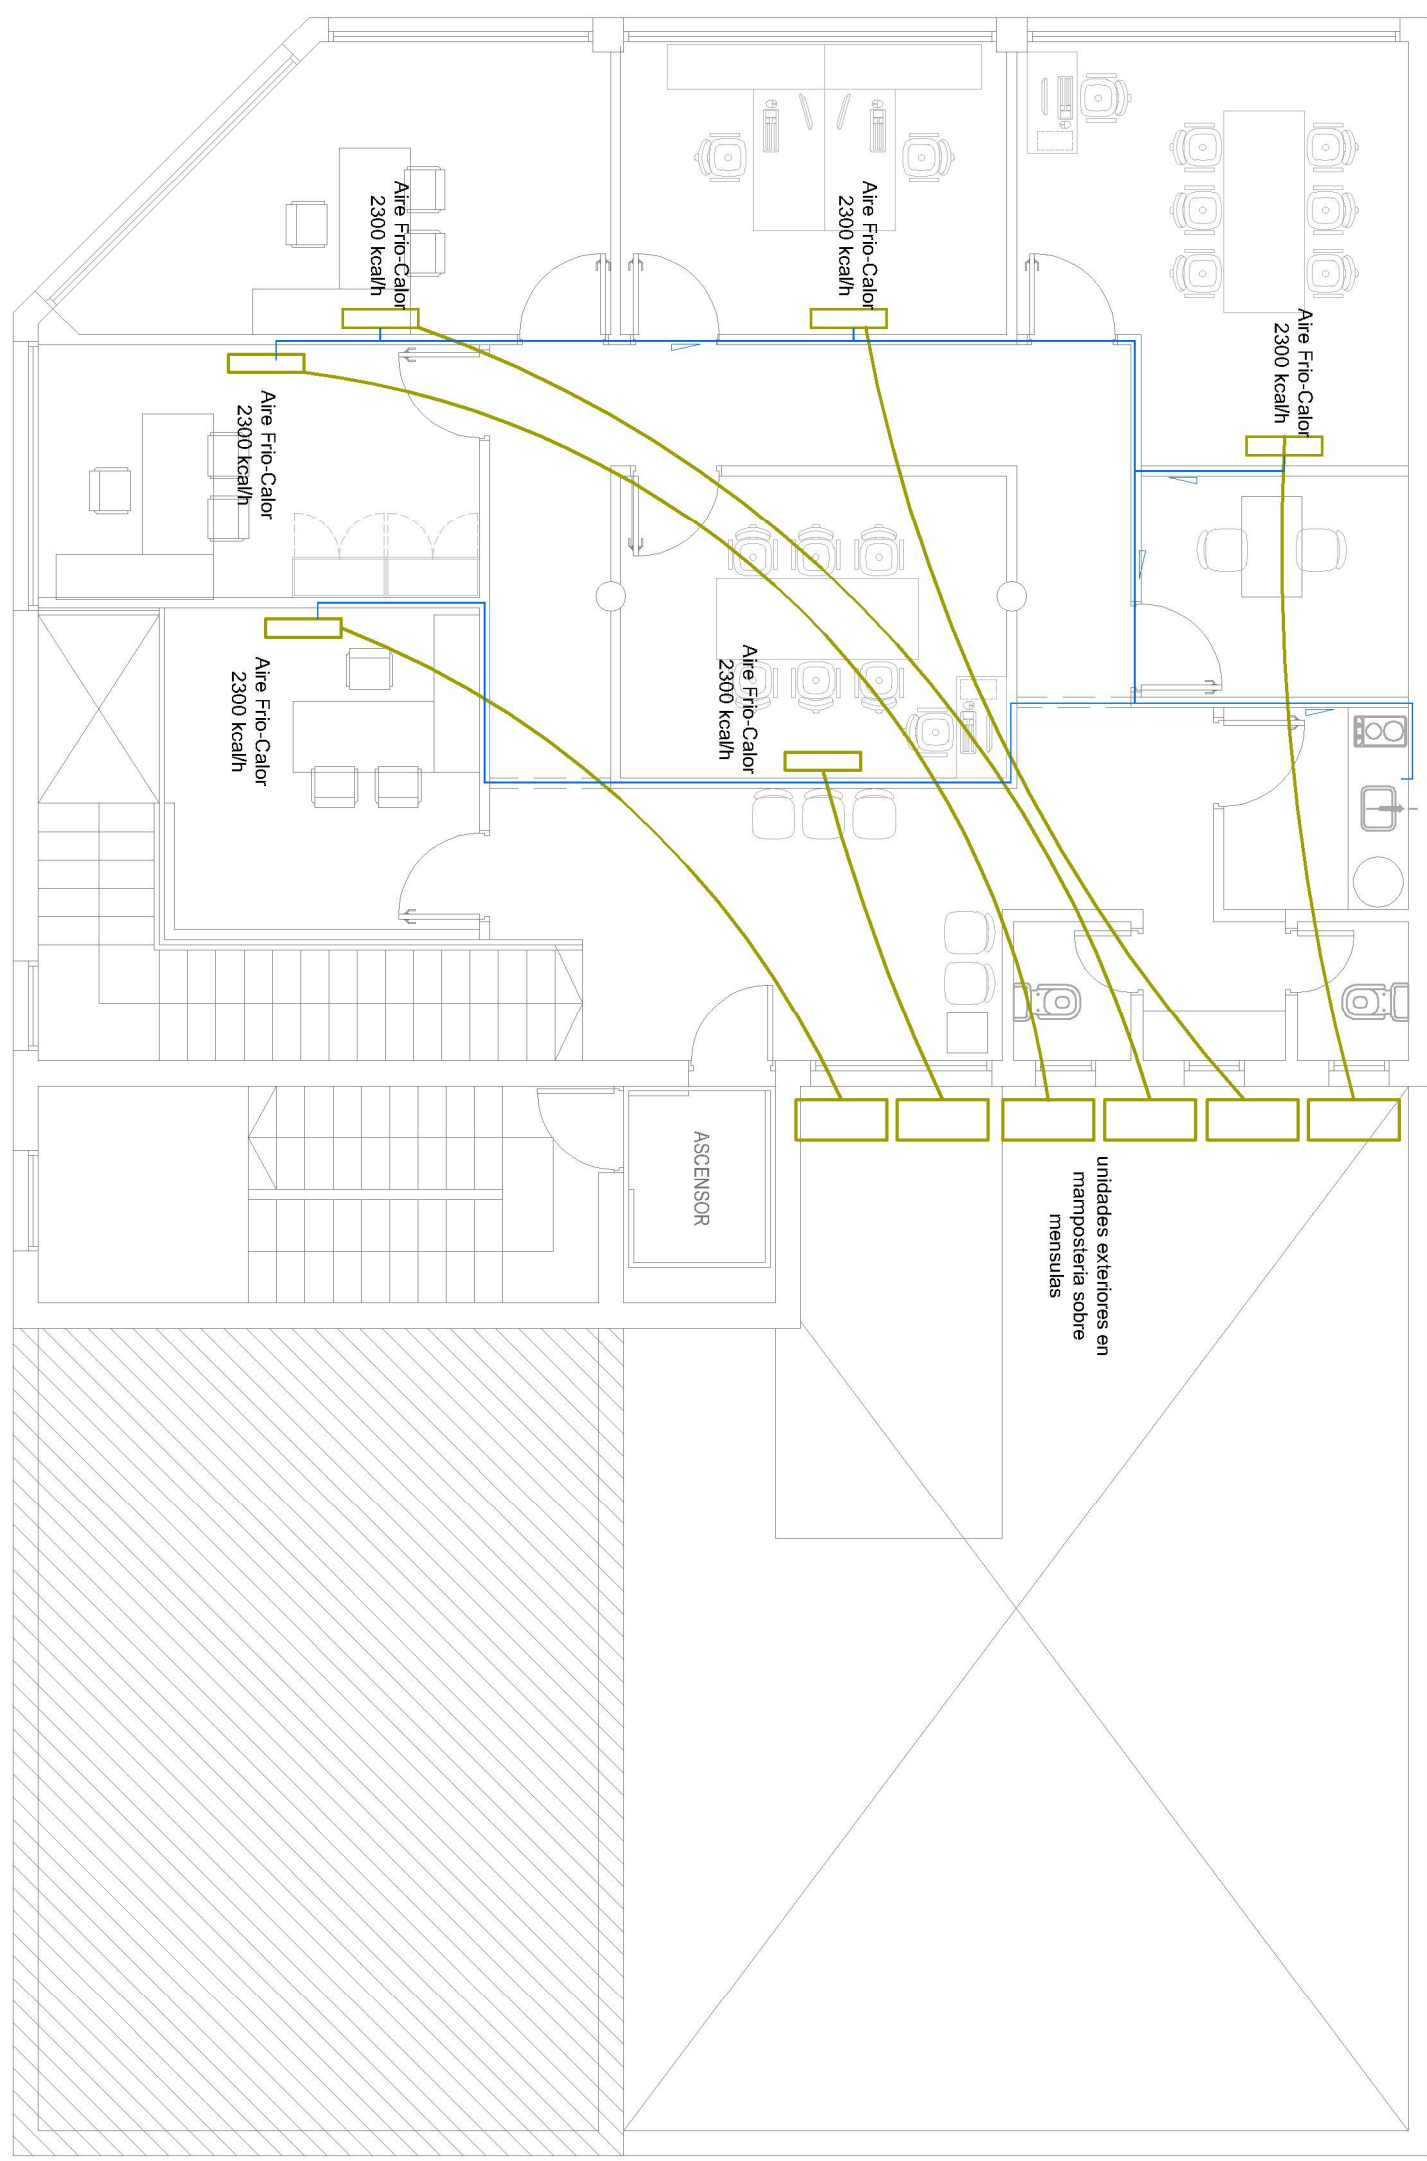 Aire Frio-Calor
2300 kcal/h
Aire Frio-Calor
2300 kcal/h
Aire Frio-Calor
2300 kcal/h
Aire Frio-Calor
2300 kcal/h
Aire Frio-Calor
2300 kcal/h
Aire Frio-Calor
2300 kcal/h
ASCENSOR
unidades exteriores en
mamposteria sobre
mensulas